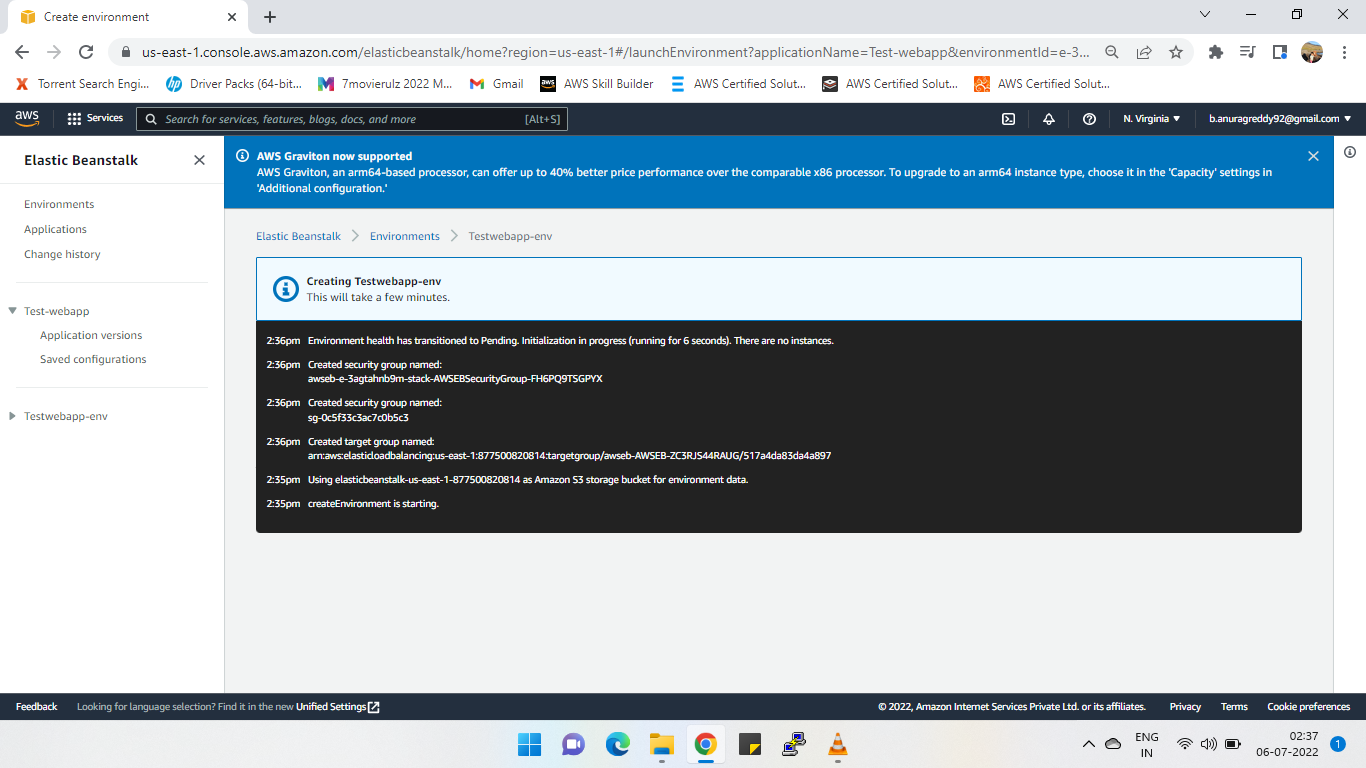 Create environment
us-east-1.console.aws.amazon.com/elasticbeanstalk/home?region=us-east-1#/launchEnvironment?applicationName=Test-webapp&environmentId=e-3...
Torrent Search Engi... Driver Packs (64-bit... 7movierulz 2022 M... Gmail AWS Skill Builder AWS Certified Solut... AWS Certified Solut... AWS Certified Solut...
aws Services Search for services, features, blogs, docs, and more [Alt+S] N. Virginia b.anuragreddy92@gmail.com
Elastic Beanstalk
Environments
Applications
Change history
Test-webapp
Application versions
Saved configurations
Testwebapp-env
AWS Graviton now supported
AWS Graviton, an arm64-based processor, can offer up to 40% better price performance over the comparable x86 processor. To upgrade to an arm64 instance type, choose it in the 'Capacity' settings in
'Additional configuration.'
Elastic Beanstalk Environments Testwebapp-env
Creating Testwebapp-env
This will take a few minutes.
2:36pm Environment health has transitioned to Pending. Initialization in progress (running for 6 seconds). There are no instances.
2:36pm Created security group named:
awseb-e-3agtahnb9m-stack-AWSEBSecurityGroup-FH6PQ9TSGPYX
2:36pm Created security group named:
sg-0c5f33c3ac7c0b5c3
2:36pm Created target group named:
arn:aws:elasticloadbalancing:us-east-1:877500820814:targetgroup/awseb-AWSEB-ZC3RJS44RAUG/517a4da83da4a897
2:35pm Using elasticbeanstalk-us-east-1-877500820814 as Amazon S3 storage bucket for environment data.
2:35pm createEnvironment is starting.
Feedback Looking for language selection? Find it in the new Unified Settings © 2022, Amazon Internet Services Private Ltd. or its affiliates. Privacy Terms Cookie preferences
ENG
IN
02:37
06-07-2022
1